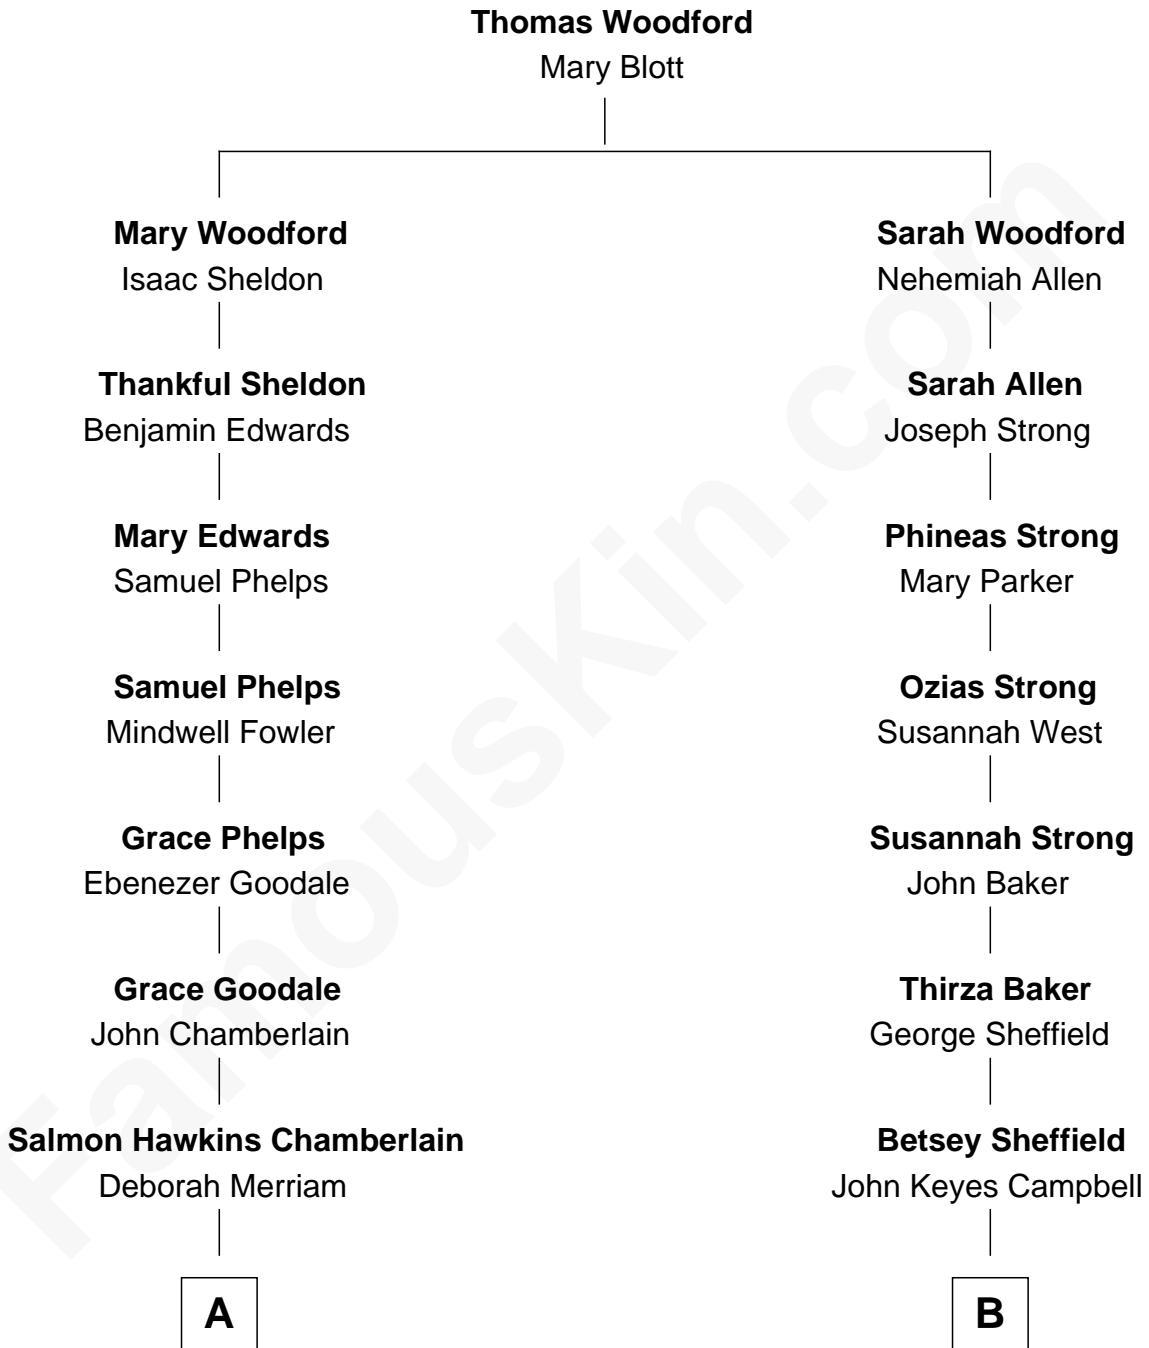 Thomas Woodford
Mary Blott
Mary Woodford
Isaac Sheldon
Sarah Woodford
Nehemiah Allen
Thankful Sheldon
Benjamin Edwards
Sarah Allen
Joseph Strong
Mary Edwards
Samuel Phelps
Phineas Strong
Mary Parker
Samuel Phelps
Mindwell Fowler
Ozias Strong
Susannah West
Grace Phelps
Ebenezer Goodale
Susannah Strong
John Baker
Grace Goodale
John Chamberlain
Thirza Baker
George Sheffield
Salmon Hawkins Chamberlain
Deborah Merriam
Betsey Sheffield
John Keyes Campbell
A
B
FamousKin.com